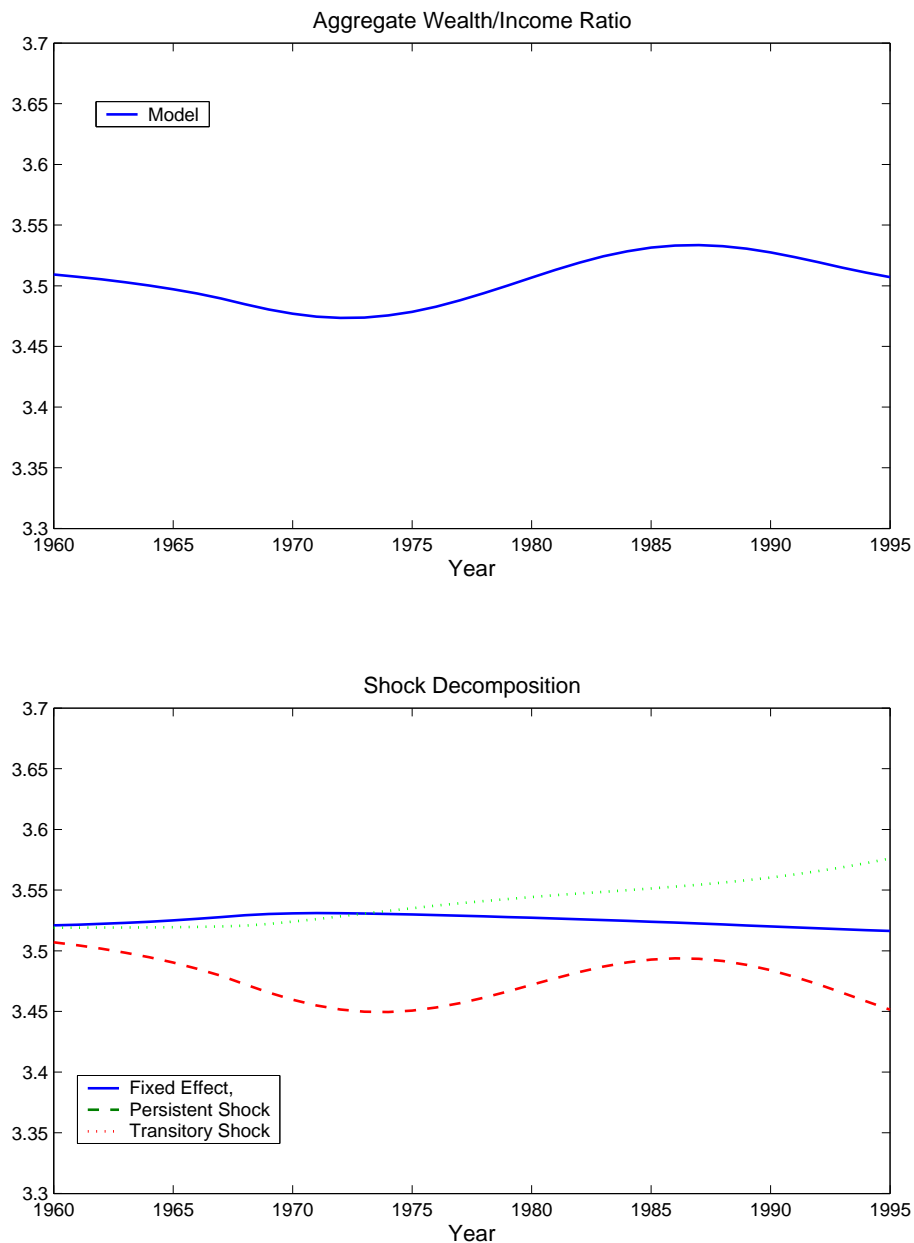 Aggregate Wealth/Income Ratio
3.7
3.65
3.6
3.55
3.5
3.45
3.4
3.35
3.3
Model
1960 1965 1970 1975 1980 1985 1990 1995
Year
Shock Decomposition
3.7
3.65
3.6
3.55
3.5
3.45
3.4
3.35
3.3
Fixed Effect,
Persistent Shock
Transitory Shock
1960 1965 1970 1975 1980 1985 1990 1995
Year